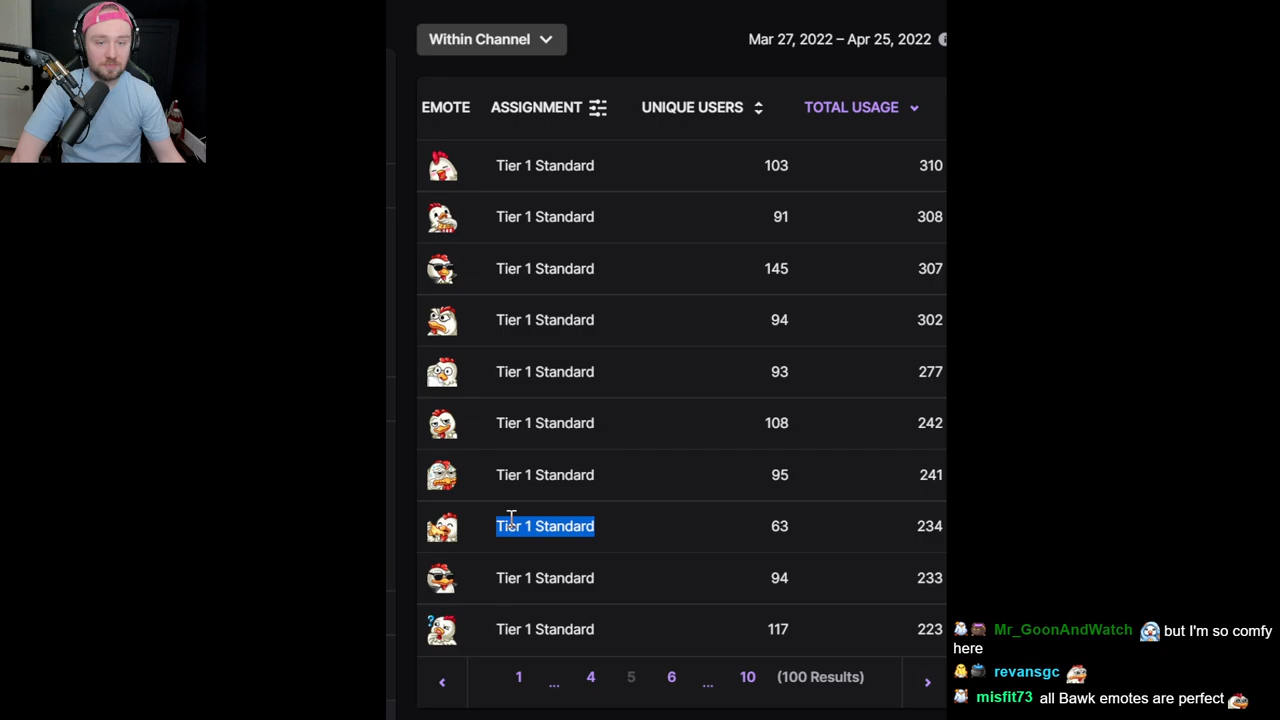 Within Channel
Mar 27, 2022 – Apr 25, 2022
EMOTE ASSIGNMENT UNIQUE USERS TOTAL USAGE
Tier 1 Standard 103 310
Tier 1 Standard 91 308
Tier 1 Standard 145 307
Tier 1 Standard 94 302
Tier 1 Standard 93 277
Tier 1 Standard 108 242
Tier 1 Standard 95 241
Tier 1 Standard 63 234
Tier 1 Standard 94 233
? Tier 1 Standard 117 223
1 ... 4 5 6 ... 10 (100 Results)
Mr_GoonAndWatch but I'm so comfy
here
revansgc
misfit73 all Bawk emotes are perfect